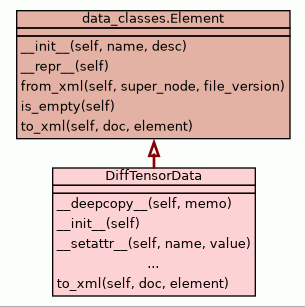 data_classes.Element
__init__(self, name, desc)
__repr__(self)
from_xml(self, super_node, file_version)
is_empty(self)
to_xml(self, doc, element)
DiffTensorData
__deepcopy__(self, memo)
__init__(self)
__setattr__(self, name, value)
...
to_xml(self, doc, element)